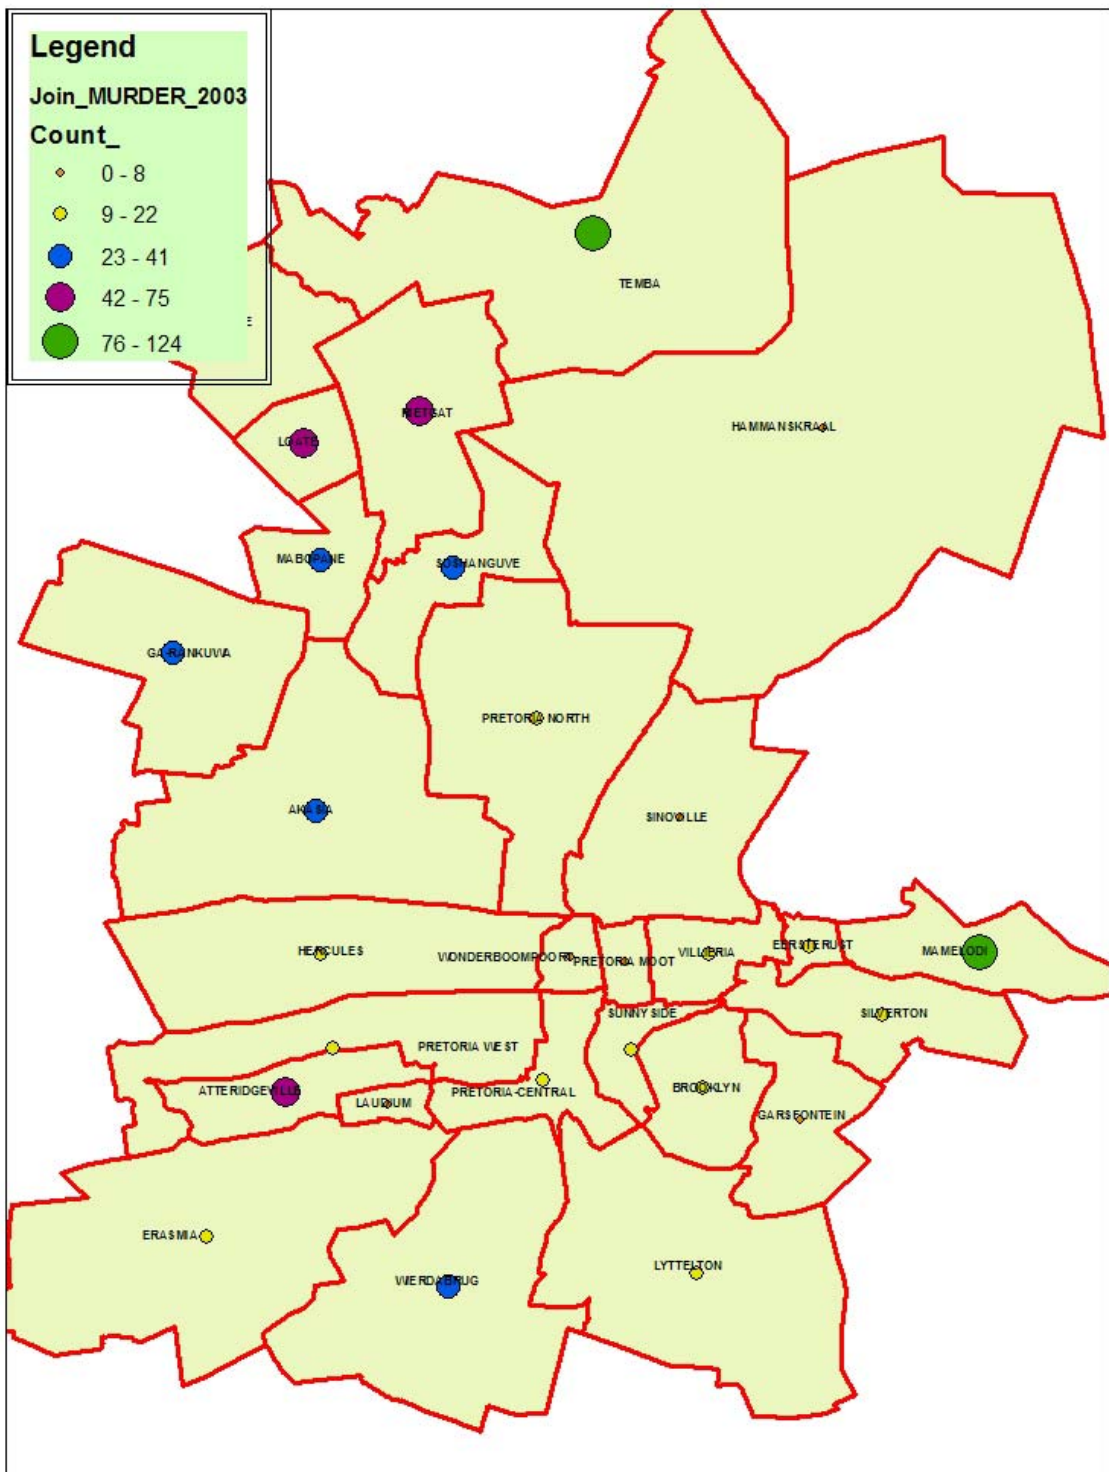 Legend
Join_MURDER_2003
Count_
0 - 8
9 - 22
23 - 41
42 - 75
76 - 124
E
TEMBA
RIETGAT
HAMMANSKRAAL
LOATE
MABOPANE
SOSHANGUVE
GA-RANKUWA
PRETORIA NORTH
AKASIA
SINOVILLE
HERCULES
WONDERBOOMPOORT
PRETORIA MOOT
VILLIERIA
EERSTERUST
MAMELODI
SUNNYSIDE
SILVERTON
PRETORIA WEST
ATTERIDGEVILLE
LAUDIUM
PRETORIA-CENTRAL
BROOKLYN
GARSFONTEIN
ERASMIA
WIERDABRUG
LYTTELTON